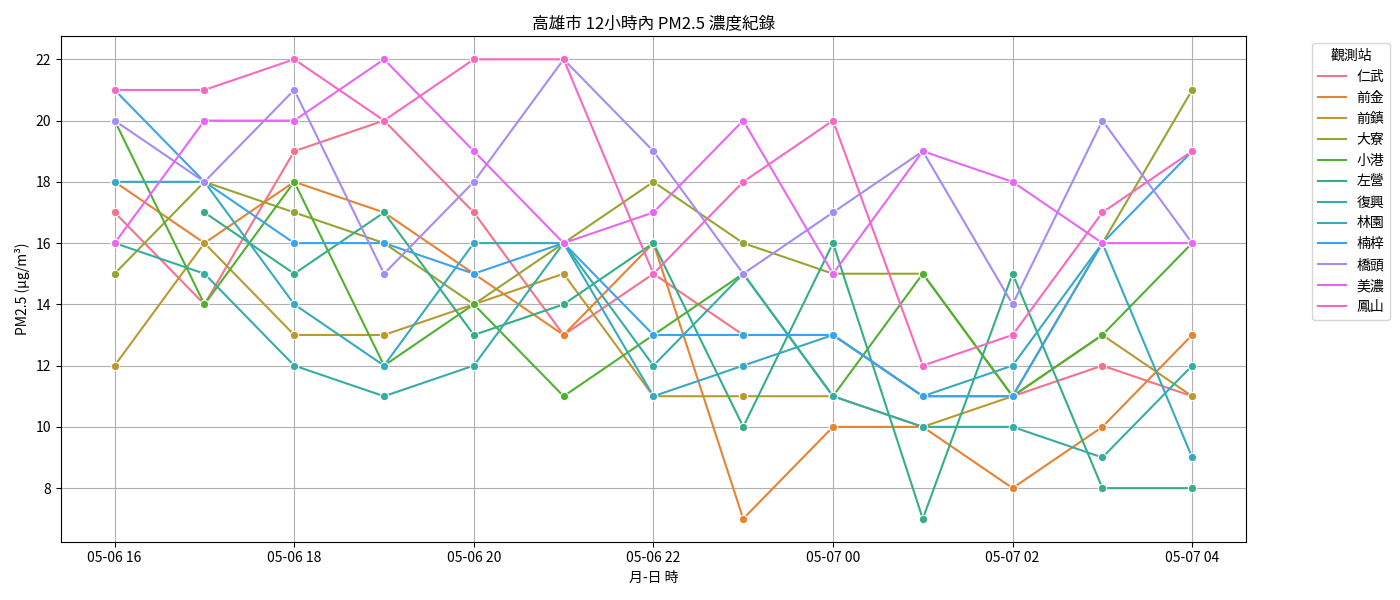 高雄市 12小時內 PM2.5 濃度紀錄
PM2.5 (μg/m³)
22
20
18
16
14
12
10
8
05-06 16
05-06 18
05-06 20
05-06 22
05-07 00
05-07 02
05-07 04
月-日 時
觀測站
仁武
前金
前鎮
大寮
小港
左營
復興
林園
楠梓
橋頭
美濃
鳳山